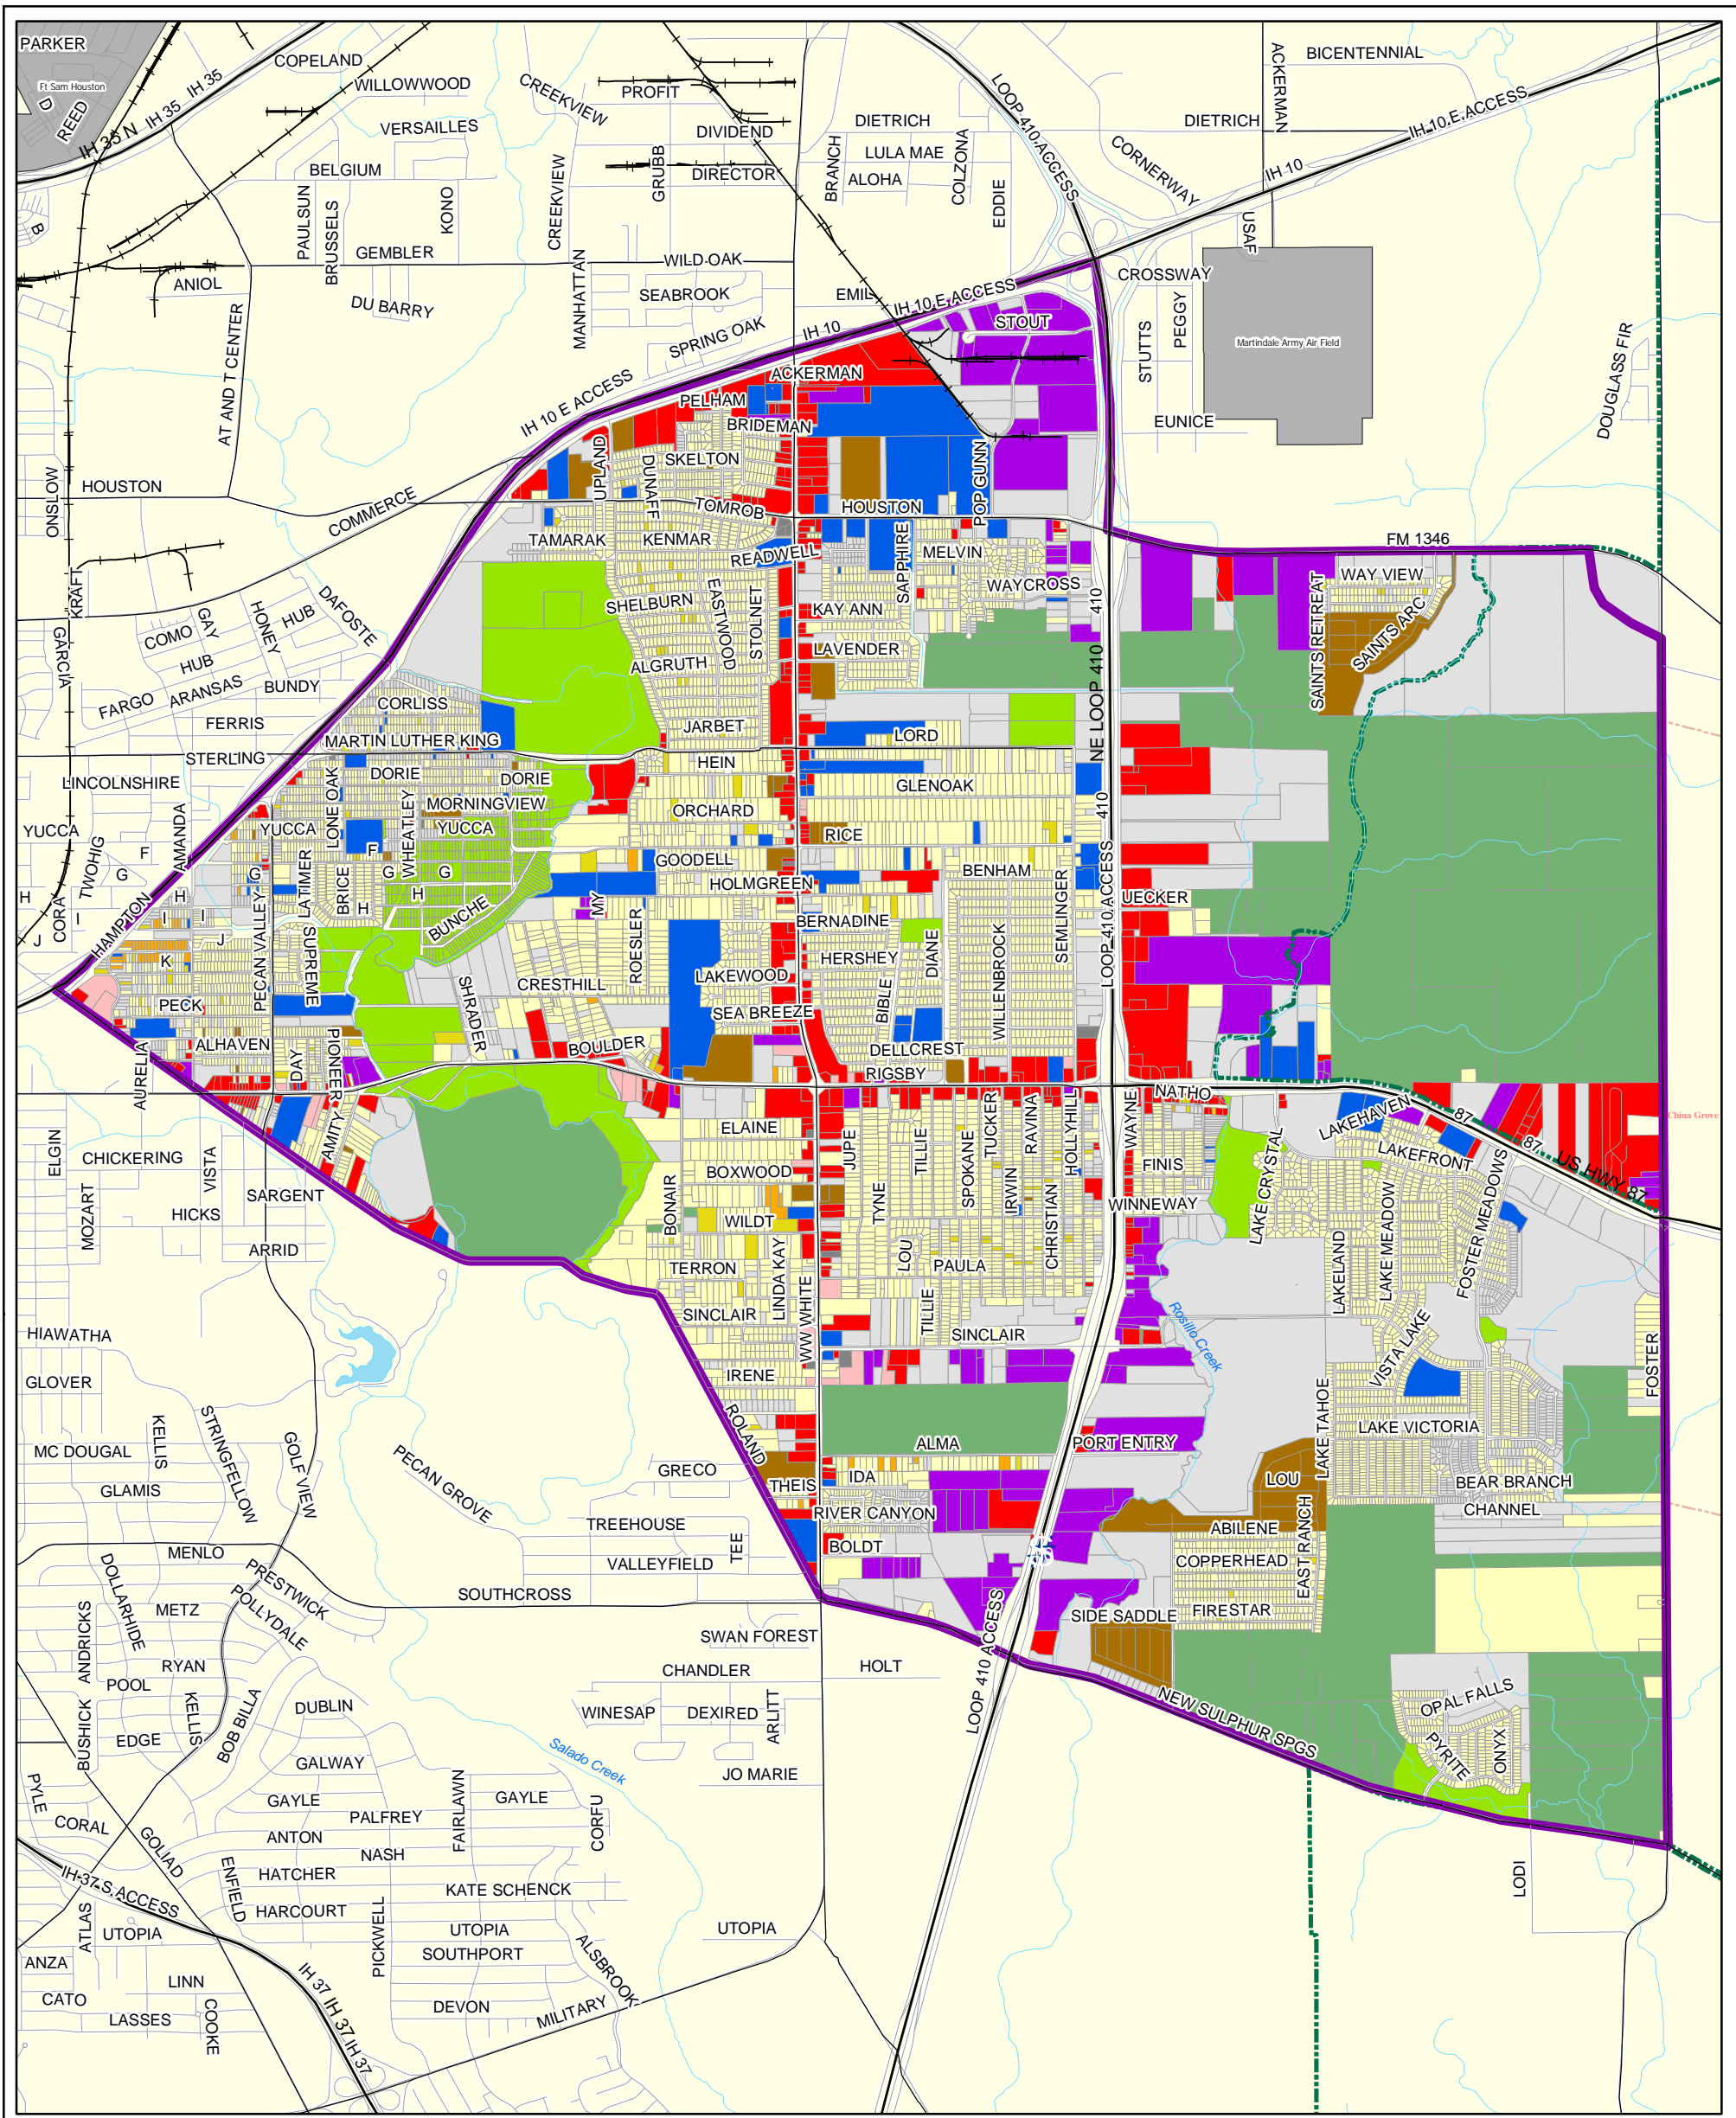 PARKER
Ft Sam Houston
D
REED
IH 35 N
IH 35
IH 35
COPELAND
WILLOWWOOD
VERSAILLES
BELGIUM
PAULSUN
BRUSSELS
KONO
GEMBLER
ANIOL
DU BARRY
AT AND T CENTER
B
CREEKVIEW
CREEKVIEW
PROFIT
DIVIDEND
GRUBB
DIRECTOR
MANHATTAN
WILD OAK
SEABROOK
SPRING OAK
EMIL
BRANCH
DIETRICH
LULA MAE
ALOHA
COLZONA
EDDIE
LOOP 410 ACCESS
CORNERWAY
DIETRICH
ACKERMAN
BICENTENNIAL
IH 10 E ACCESS
IH 10
USAF
CROSSWAY
PEGGY
STUTTS
EUNICE
Martindale Army Air Field
DOUGLASS FIR
IH 10 E ACCESS
IH 10
IH 10 E ACCESS
STOUT
ACKERMAN
PELHAM
BRIDEMAN
SKELTON
UPLAND
DUNAFF
TOMROB
HOUSTON
POP GUNN
TAMARAK
KENMAR
READWELL
SAPPHIRE
MELVIN
WAYCROSS
FM 1346
WAY VIEW
SAINTS RETREAT
SAINTS ARC
ONSLOW
HOUSTON
COMMERCE
KRAFT
GARCIA
COMO
GAY
HONEY
HUB
DAFOSTE
HUB
FARGO
ARANSAS
BUNDY
FERRIS
STERLING
SHELBURN
EASTWOOD
STOLNET
KAY ANN
ALGRUTH
LAVENDER
410
NE LOOP 410
CORLISS
JARBET
LORD
MARTIN LUTHER KING
LINCOLNSHIRE
DORIE
DORIE
HEIN
GLENOAK
LONE OAK
WHEATLEY
MORNINGVIEW
ORCHARD
410
YUCCA
AMANDA
YUCCA
YUCCA
RICE
TWOHIG
F
F
G
G
G
G
GOODELL
BENHAM
LOOP 410 ACCESS
H
H
H
H
HOLMGREEN
UECKER
CORA
I
I
I
PECAN VALLEY
LATIMER
BRICE
BUNCHE
MY
ROESLER
BERNADINE
SEMLINGER
J
HAMPTON
J
K
SUPREME
HERSHEY
DIANE
WILLENBROCK
PECK
SHRADER
CRESTHILL
LAKEWOOD
BIBLE
SEA BREEZE
AURELIA
ALHAVEN
DAY
PIONEER
BOULDER
DELLCREST
RIGSBY
NATHO
AMITY
ELAINE
JUPE
TILLIE
TUCKER
RAVINA
HOLLYHILL
WAYNE
LAKEHAVEN
87
87
US HWY 87
China Grove
ELGIN
CHICKERING
VISTA
BOXWOOD
SPOKANE
FINIS
LAKEFRONT
MOZART
SARGENT
HICKS
ARRID
BONAIR
WILDT
TYNE
IRWIN
CHRISTIAN
WINNEWAY
LAKE CRYSTAL
LAKE MEADOW
FOSTER MEADOWS
TERRON
LINDA KAY
LOU
PAULA
LAKELAND
SINCLAIR
WW WHITE
TILLIE
SINCLAIR
Rosillo Creek
VISTA LAKE
FOSTER
HIAWATHA
GLOVER
IRENE
LAKE TAHOE
LAKE VICTORIA
KELLIS
STRINGFELLOW
GOLF VIEW
MC DOUGAL
GLAMIS
PECAN GROVE
ROLAND
GRECO
ALMA
PORT ENTRY
THEIS
IDA
LOU
BEAR BRANCH
CHANNEL
RIVER CANYON
ABILENE
EAST RANCH
TREEHOUSE
TEE
VALLEYFIELD
BOLDT
COPPERHEAD
FIRESTAR
SIDE SADDLE
MENLO
PRESTWICK
DOLLARHIDE
SOUTHCROSS
ANDRICKS
METZ
POLLYDALE
RYAN
POOL
KELLIS
BUSHICK
EDGE
BOB BILLA
DUBLIN
SWAN FOREST
CHANDLER
HOLT
LOOP 410 ACCESS
NEW SULPHUR SPGS
OPAL FALLS
PYRITE
ONYX
WINESAP
DEXIRED
ARLITT
Salado Creek
JO MARIE
GALWAY
PYLE
CORAL
GAYLE
PALFREY
FAIRLAWN
GAYLE
CORFU
GOLIAD
ANTON
NASH
HATCHER
ENFIELD
HARCOURT
PICKWELL
KATE SCHENCK
IH 37 S ACCESS
ATLAS
UTOPIA
UTOPIA
UTOPIA
SOUTHPORT
ALSBROOK
ANZA
LINN
CATO
LASSES
COOKE
IH 37
IH 37
IH 37
DEVON
MILITARY
LODI